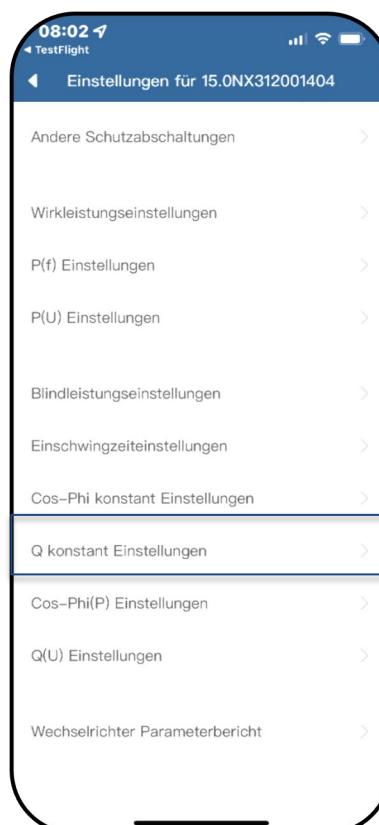 08:02
◀ TestFlight
Einstellungen für 15.0NX312001404
Andere Schutzabschaltungen
Wirkleistungseinstellungen
P(f) Einstellungen
P(U) Einstellungen
Blindleistungseinstellungen
Einschwingzeiteinstellungen
Cos-Phi konstant Einstellungen
Q konstant Einstellungen
Cos-Phi(P) Einstellungen
Q(U) Einstellungen
Wechselrichter Parameterbericht